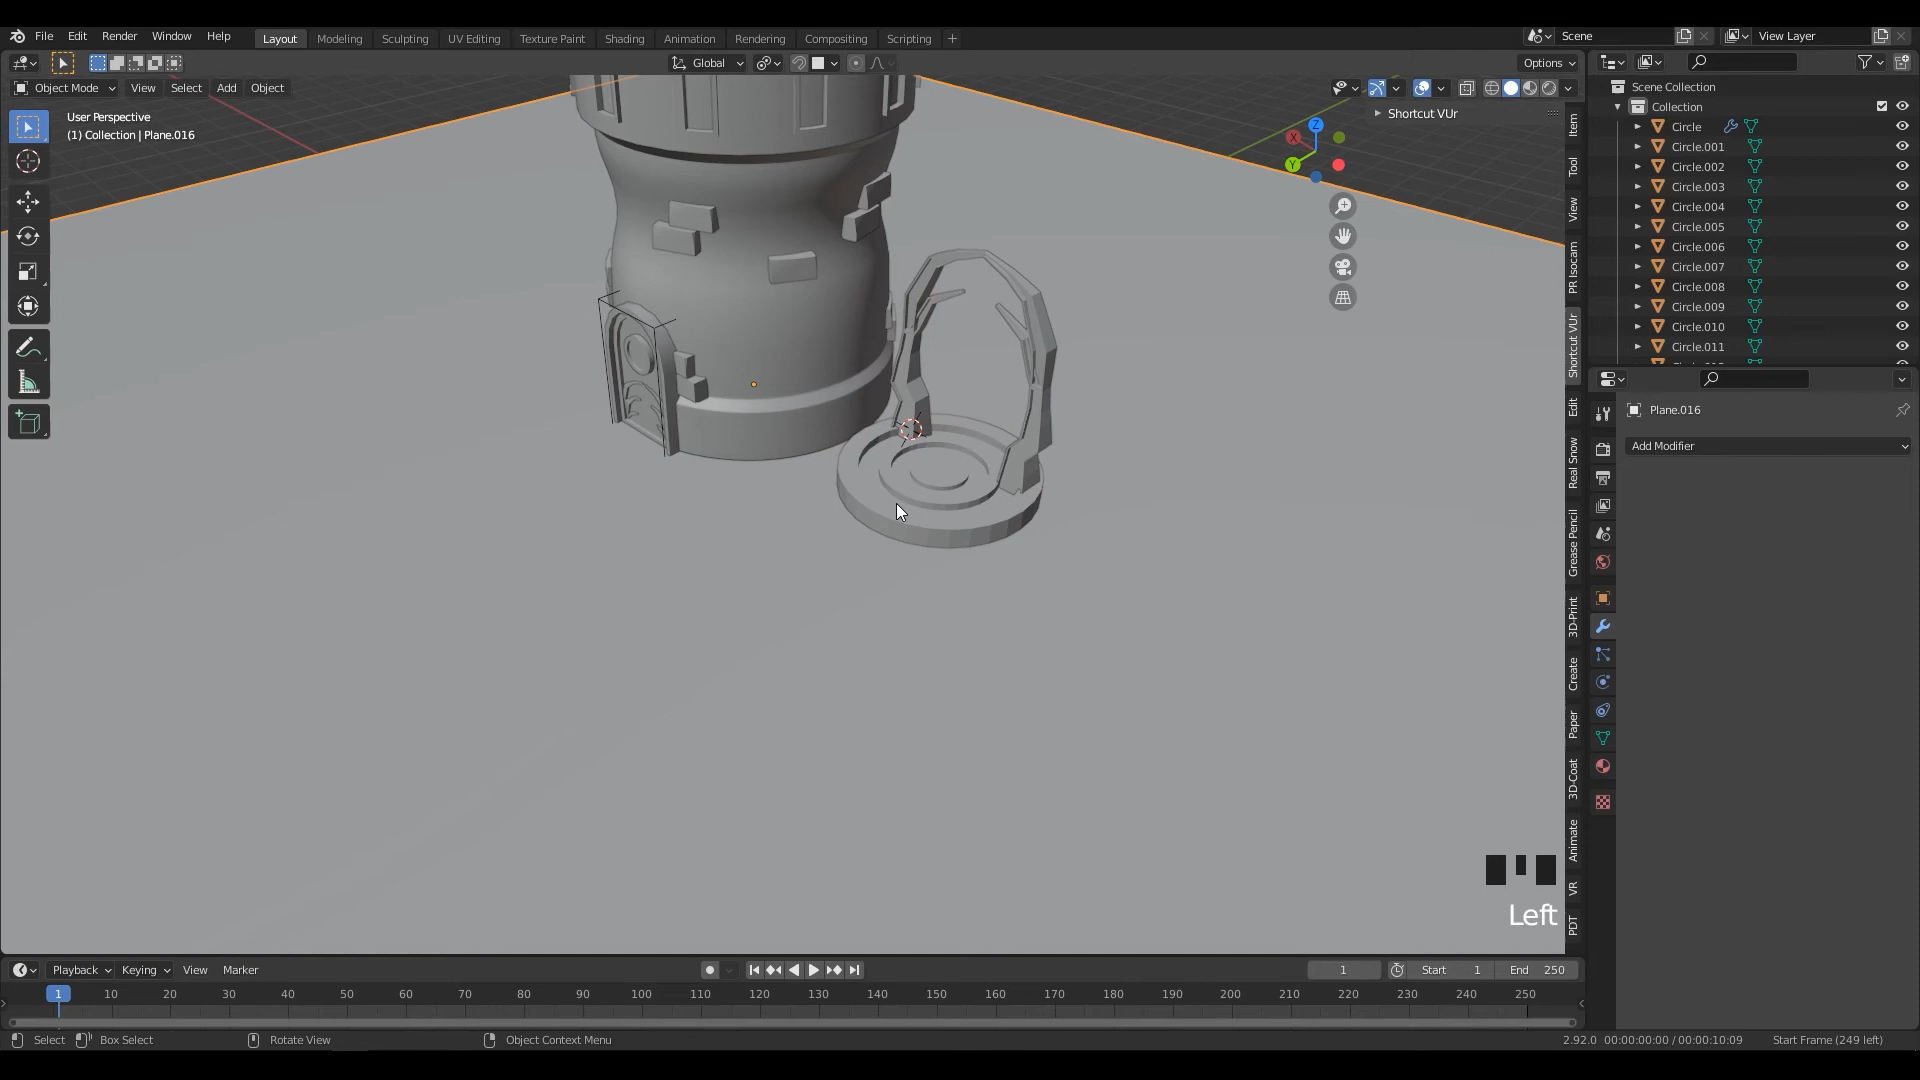 File Edit Render Window Help Layout Modeling Sculpting UV Editing Texture Paint Shading Animation Rendering Compositing Scripting + Scene View Layer
Global Options
Object Mode View Select Add Object
User Perspective
(1) Collection | Plane.016
Shortcut VUr
Z
X
Y
Item
Tool
View
PR Isocam
Shortcut VUr
Edit
Real Snow
Grease Pencil
3D-Print
Create
Paper
3D-Coat
Animate
VR
PDT
Scene Collection
Collection
Circle
Circle.001
Circle.002
Circle.003
Circle.004
Circle.005
Circle.006
Circle.007
Circle.008
Circle.009
Circle.010
Circle.011
Plane.016
Add Modifier
Left
Playback Keying View Marker 1 Start 1 End 250
1 10 20 30 40 50 60 70 80 90 100 110 120 130 140 150 160 170 180 190 200 210 220 230 240 250
Select Box Select Rotate View Object Context Menu 2.92.0 00:00:00:00 / 00:00:10:09 Start Frame (249 left)